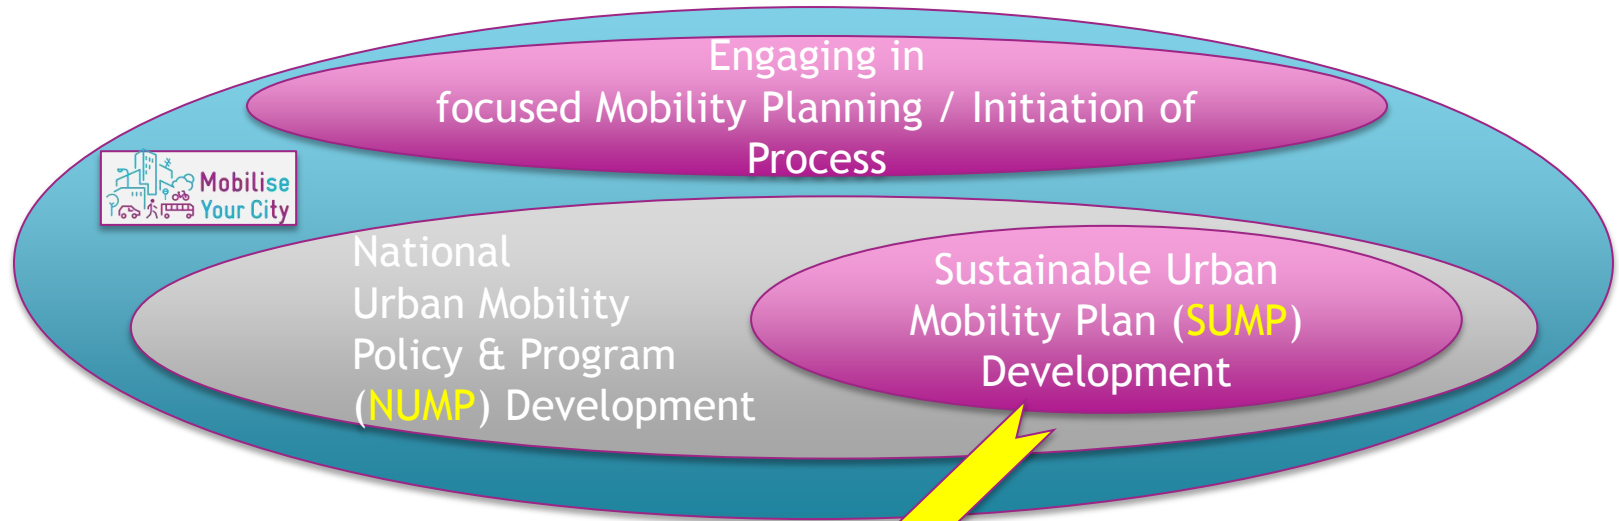 Engaging in
focused Mobility Planning / Initiation of
Process
Mobilise
Your City
National
Urban Mobility
Policy & Program
(NUMP) Development
Sustainable Urban
Mobility Plan (SUMP)
Development